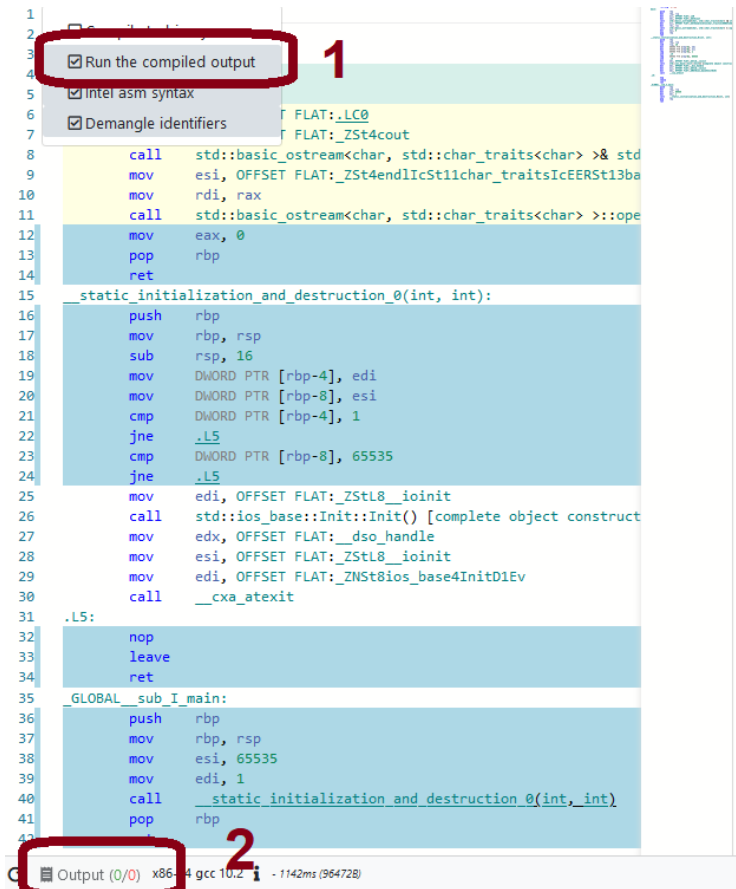 1
2
3 Run the compiled output 1
4
5 Intel asm syntax
6 T FLAT:.LC0
Demangle identifiers
7 T FLAT:_ZSt4cout
8 call std::basic_ostream<char, std::char_traits<char> >& std
9 mov esi, OFFSET FLAT:_ZSt4endlIcSt11char_traitsIcEERSt13ba
10 mov rdi, rax
11 call std::basic_ostream<char, std::char_traits<char> >::ope
12 mov eax, 0
13 pop rbp
14 ret
15 __static_initialization_and_destruction_0(int, int):
16 push rbp
17 mov rbp, rsp
18 sub rsp, 16
19 mov DWORD PTR [rbp-4], edi
20 mov DWORD PTR [rbp-8], esi
21 cmp DWORD PTR [rbp-4], 1
22 jne .L5
23 cmp DWORD PTR [rbp-8], 65535
24 jne .L5
25 mov edi, OFFSET FLAT:_ZStL8__ioinit
26 call std::ios_base::Init::Init() [complete object construct
27 mov edx, OFFSET FLAT:__dso_handle
28 mov esi, OFFSET FLAT:_ZStL8__ioinit
29 mov edi, OFFSET FLAT:_ZNSt8ios_base4InitD1Ev
30 call __cxa_atexit
31 .L5:
32 nop
33 leave
34 ret
35 _GLOBAL__sub_I_main:
36 push rbp
37 mov rbp, rsp
38 mov esi, 65535
39 mov edi, 1
40 call __static_initialization_and_destruction_0(int, int)
41 pop rbp
42
2
Output (0/0) gcc 10.2 i - 1142ms (96472B)